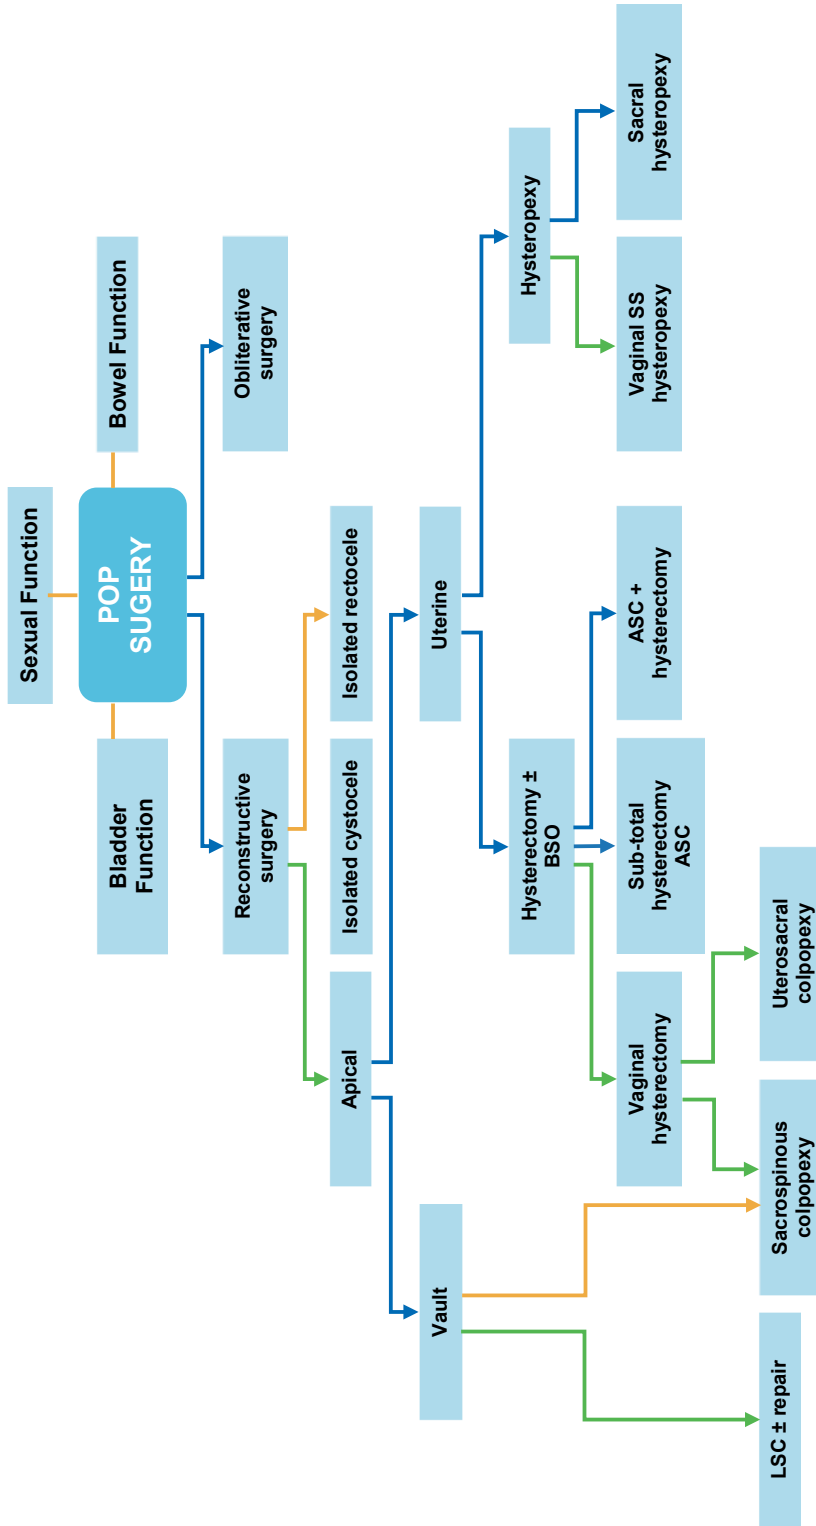 Sexual Function
Bladder
Function
POP
SUGERY
Bowel Function
Reconstructive
surgery
Obliterative
surgery
Apical
Isolated cystocele
Isolated rectocele
Vault
Uterine
Hysterectomy ±
BSO
Hysteropexy
Vaginal
hysterectomy
Sub-total
hysterectomy
ASC
ASC +
hysterectomy
Vaginal SS
hysteropexy
Sacral
hysteropexy
LSC ± repair
Sacrospinous
colpopexy
Uterosacral
colpopexy